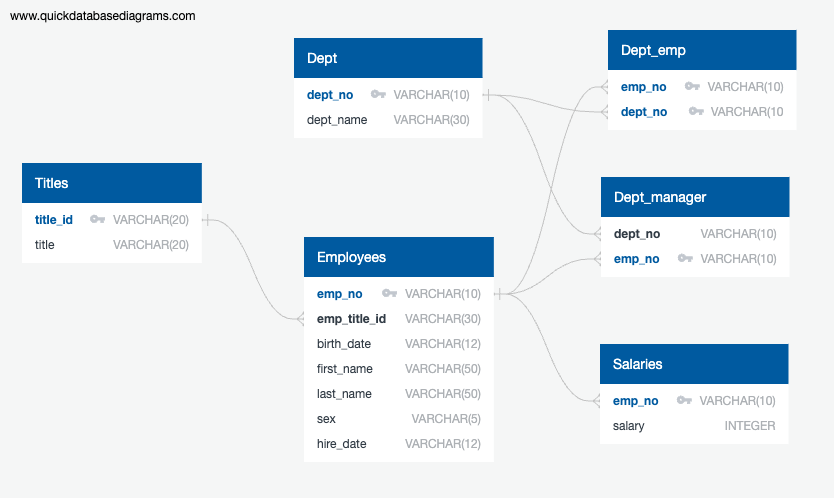 www.quickdatabasediagrams.com
Dept
dept_no VARCHAR(10)
dept_name VARCHAR(30)
Dept_emp
emp_no VARCHAR(10)
dept_no VARCHAR(10
Titles
title_id VARCHAR(20)
title VARCHAR(20)
Dept_manager
dept_no VARCHAR(10)
emp_no VARCHAR(10)
Employees
emp_no VARCHAR(10)
emp_title_id VARCHAR(30)
birth_date VARCHAR(12)
first_name VARCHAR(50)
last_name VARCHAR(50)
sex VARCHAR(5)
hire_date VARCHAR(12)
Salaries
emp_no VARCHAR(10)
salary INTEGER